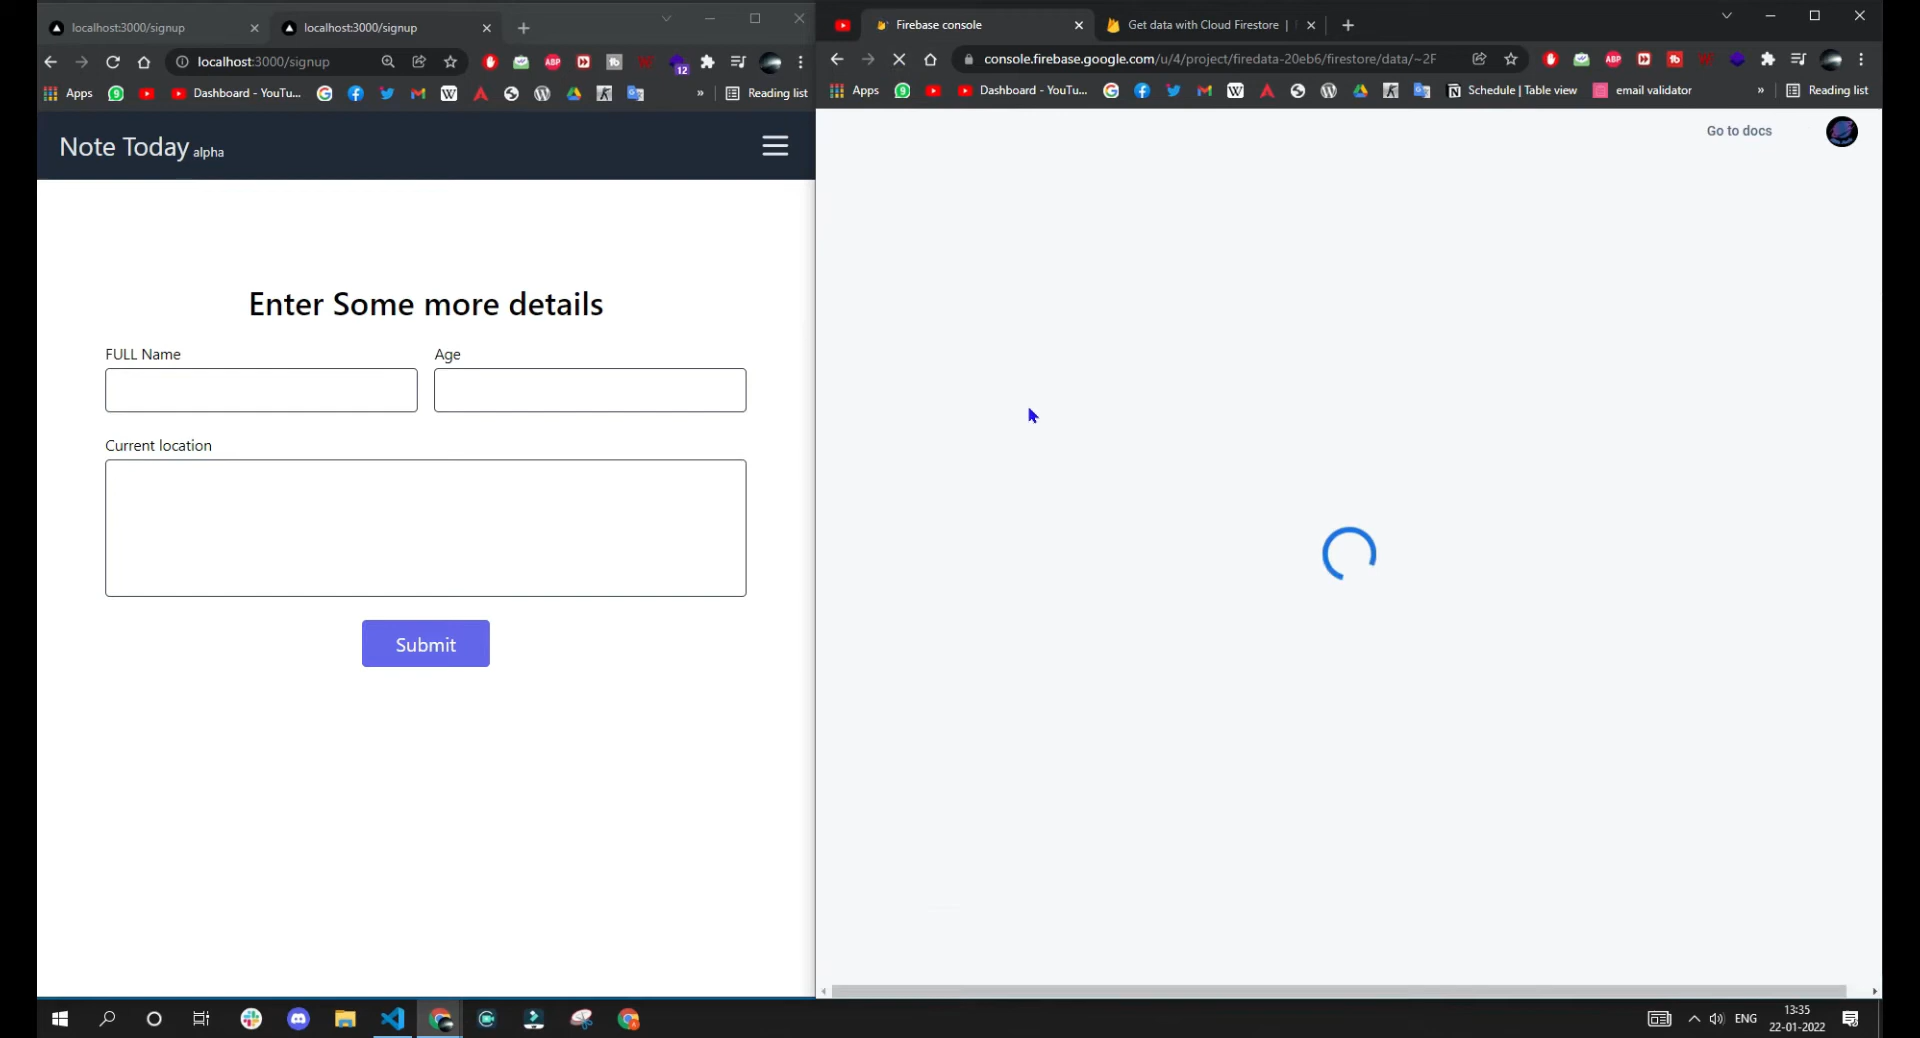 localhost:3000/signup
localhost:3000/signup
localhost:3000/signup
12
Apps
Dashboard - YouTu...
»
Reading list
Note Today alpha
Enter Some more details
FULL Name
Age
Current location
Submit
Firebase console
Get data with Cloud Firestore |
console.firebase.google.com/u/4/project/firedata-20eb6/firestore/data/~2F
ABP
Apps
Dashboard - YouTu...
Schedule | Table view
email validator
»
Reading list
Go to docs
ENG
13:35
22-01-2022